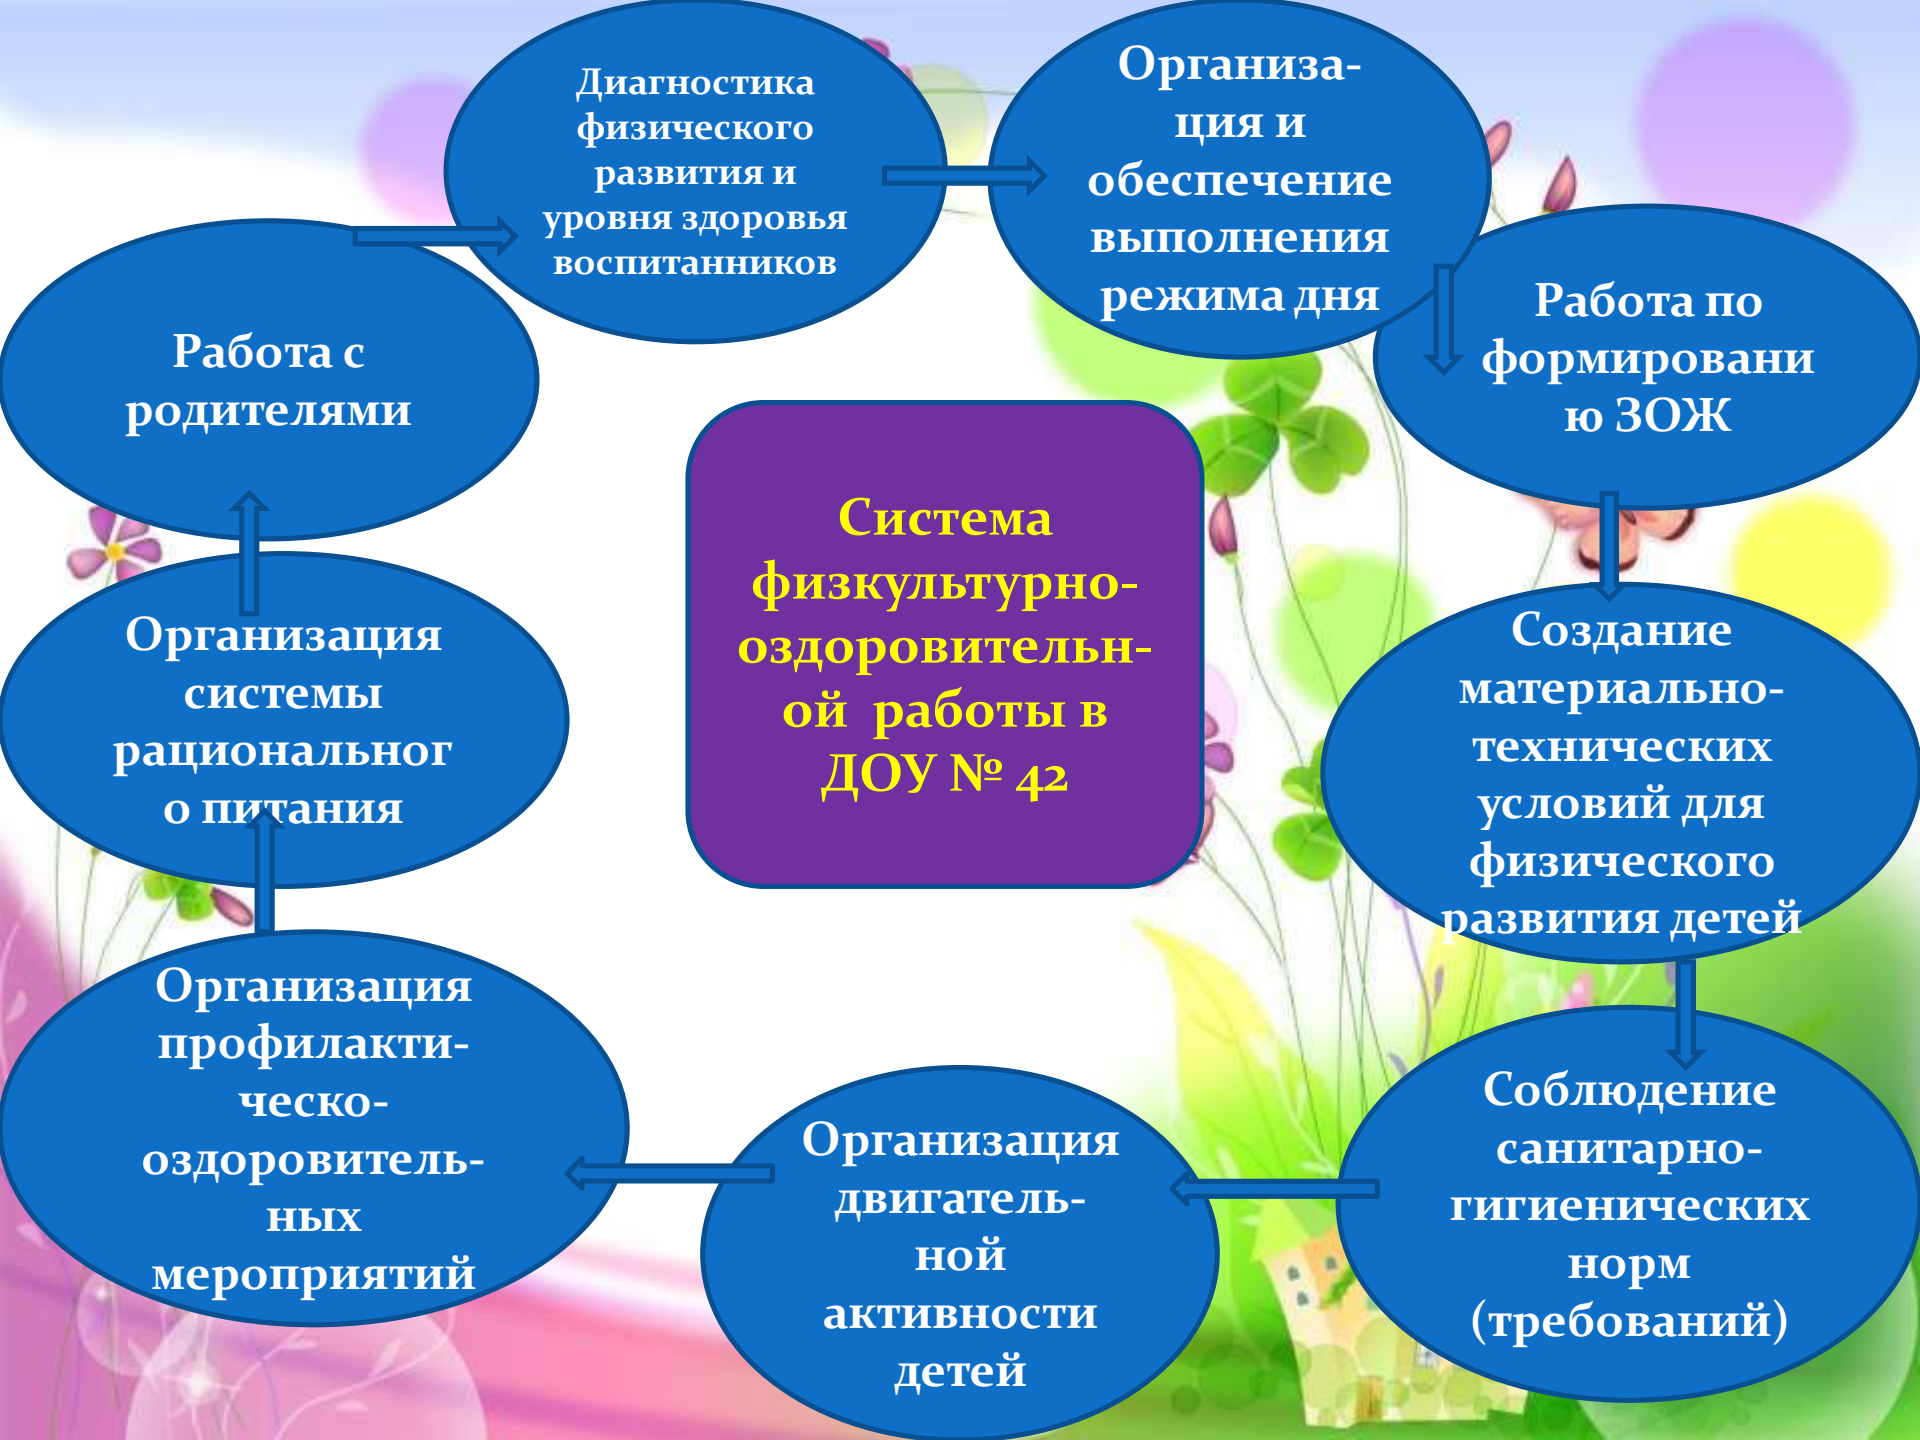 Диагностика
физического
развития и
уровня здоровья
воспитанников
Организа-
ция и
обеспечение
выполнения
режима дня
Работа по
формировани
ю ЗОЖ
Создание
материально-
технических
условий для
физического
развития детей
Соблюдение
санитарно-
гигиенических
норм
(требований)
Организация
двигатель-
ной
активности
детей
Организация
профилакти-
ческо-
оздоровитель-
ных
мероприятий
Организация
системы
рациональног
о питания
Работа с
родителями
Система
физкультурно-
оздоровительн-
ой  работы в
ДОУ № 42